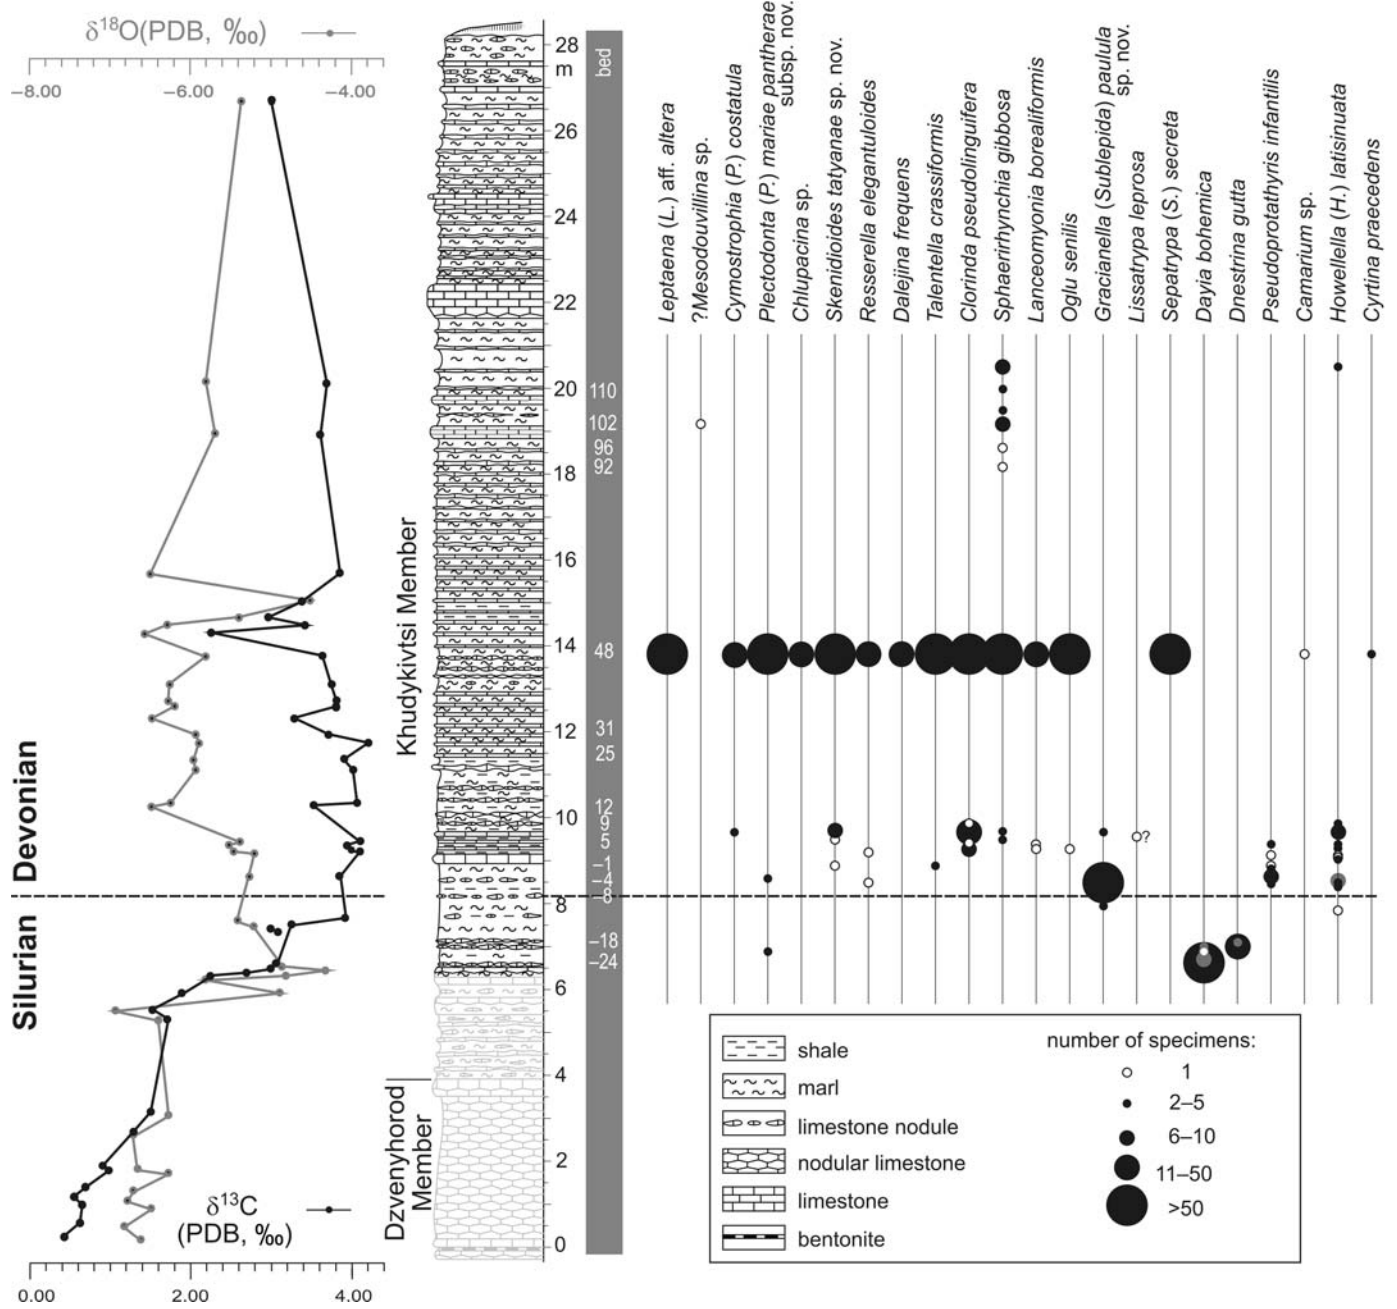 δ18O(PDB, ‰)
-8.00
-6.00
-4.00
28
m
26
24
22
20
18
16
14
12
10
8
6
4
2
0
bed
110
102
96
92
48
31
25
12
9
5
–1
–4
–8
–18
–24
Khudykivtsi Member
Dzvenyhorod
Member
Devonian
Silurian
δ13C
(PDB, ‰)
0.00
2.00
4.00
Leptaena (L.) aff. altera
?Mesodouvillina sp.
Cymostrophia (P.) costatula
Plectodonta (P.) mariae pantherae
subsp. nov.
Chlupacina sp.
Skenidioides tatyanae sp. nov.
Resserella elegantuloides
Dalejina frequens
Talentella crassiformis
Clorinda pseudolinguifera
Sphaerirhynchia gibbosa
Lanceomyonia borealiformis
Oglu senilis
Gracianella (Sublepida) paulula
sp. nov.
Lissatrypa leprosa
Sepatrypa (S.) secreta
Dayia bohemica
Dnestrina gutta
Pseudoprotathyris infantilis
Camarium sp.
Howellella (H.) latisinuata
Cyrtina praecedens
?
shale
marl
limestone nodule
nodular limestone
limestone
bentonite
number of specimens:
1
2–5
6–10
11–50
>50